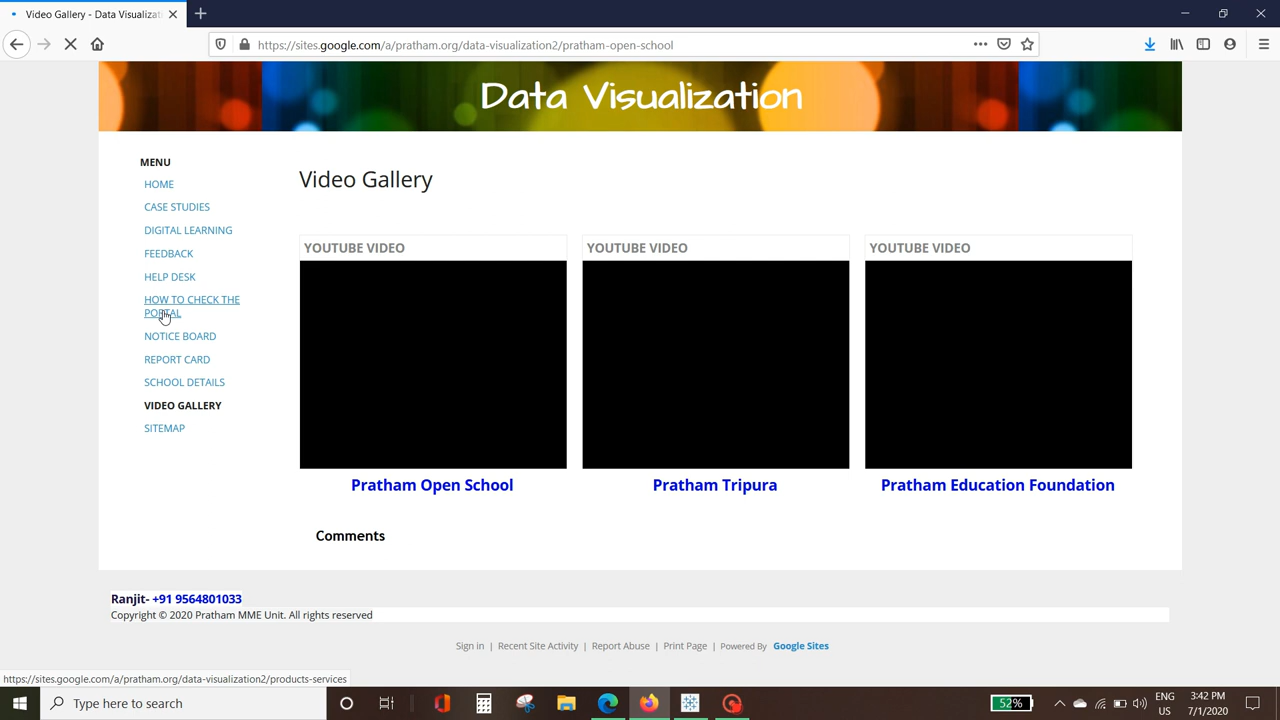 Video Gallery - Data Visualizat
https://sites.google.com/a/pratham.org/data-visualization2/pratham-open-school
Data Visualization
MENU
HOME
CASE STUDIES
DIGITAL LEARNING
FEEDBACK
HELP DESK
HOW TO CHECK THE
PORTAL
NOTICE BOARD
REPORT CARD
SCHOOL DETAILS
VIDEO GALLERY
SITEMAP
Video Gallery
YOUTUBE VIDEO YOUTUBE VIDEO YOUTUBE VIDEO
Pratham Open School Pratham Tripura Pratham Education Foundation
Comments
Ranjit- +91 9564801033
Copyright © 2020 Pratham MME Unit. All rights reserved
Sign in | Recent Site Activity | Report Abuse | Print Page | Powered By Google Sites
https://sites.google.com/a/pratham.org/data-visualization2/products-services
Type here to search
52%
ENG
US
3:42 PM
7/1/2020